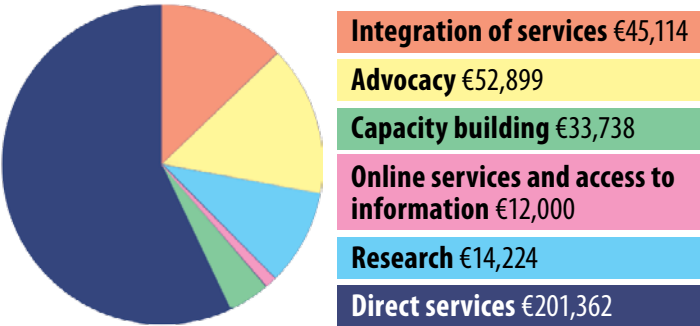 Integration of services €45,114
Advocacy €52,899
Capacity building €33,738
Online services and access to
information €12,000
Research €14,224
Direct services €201,362